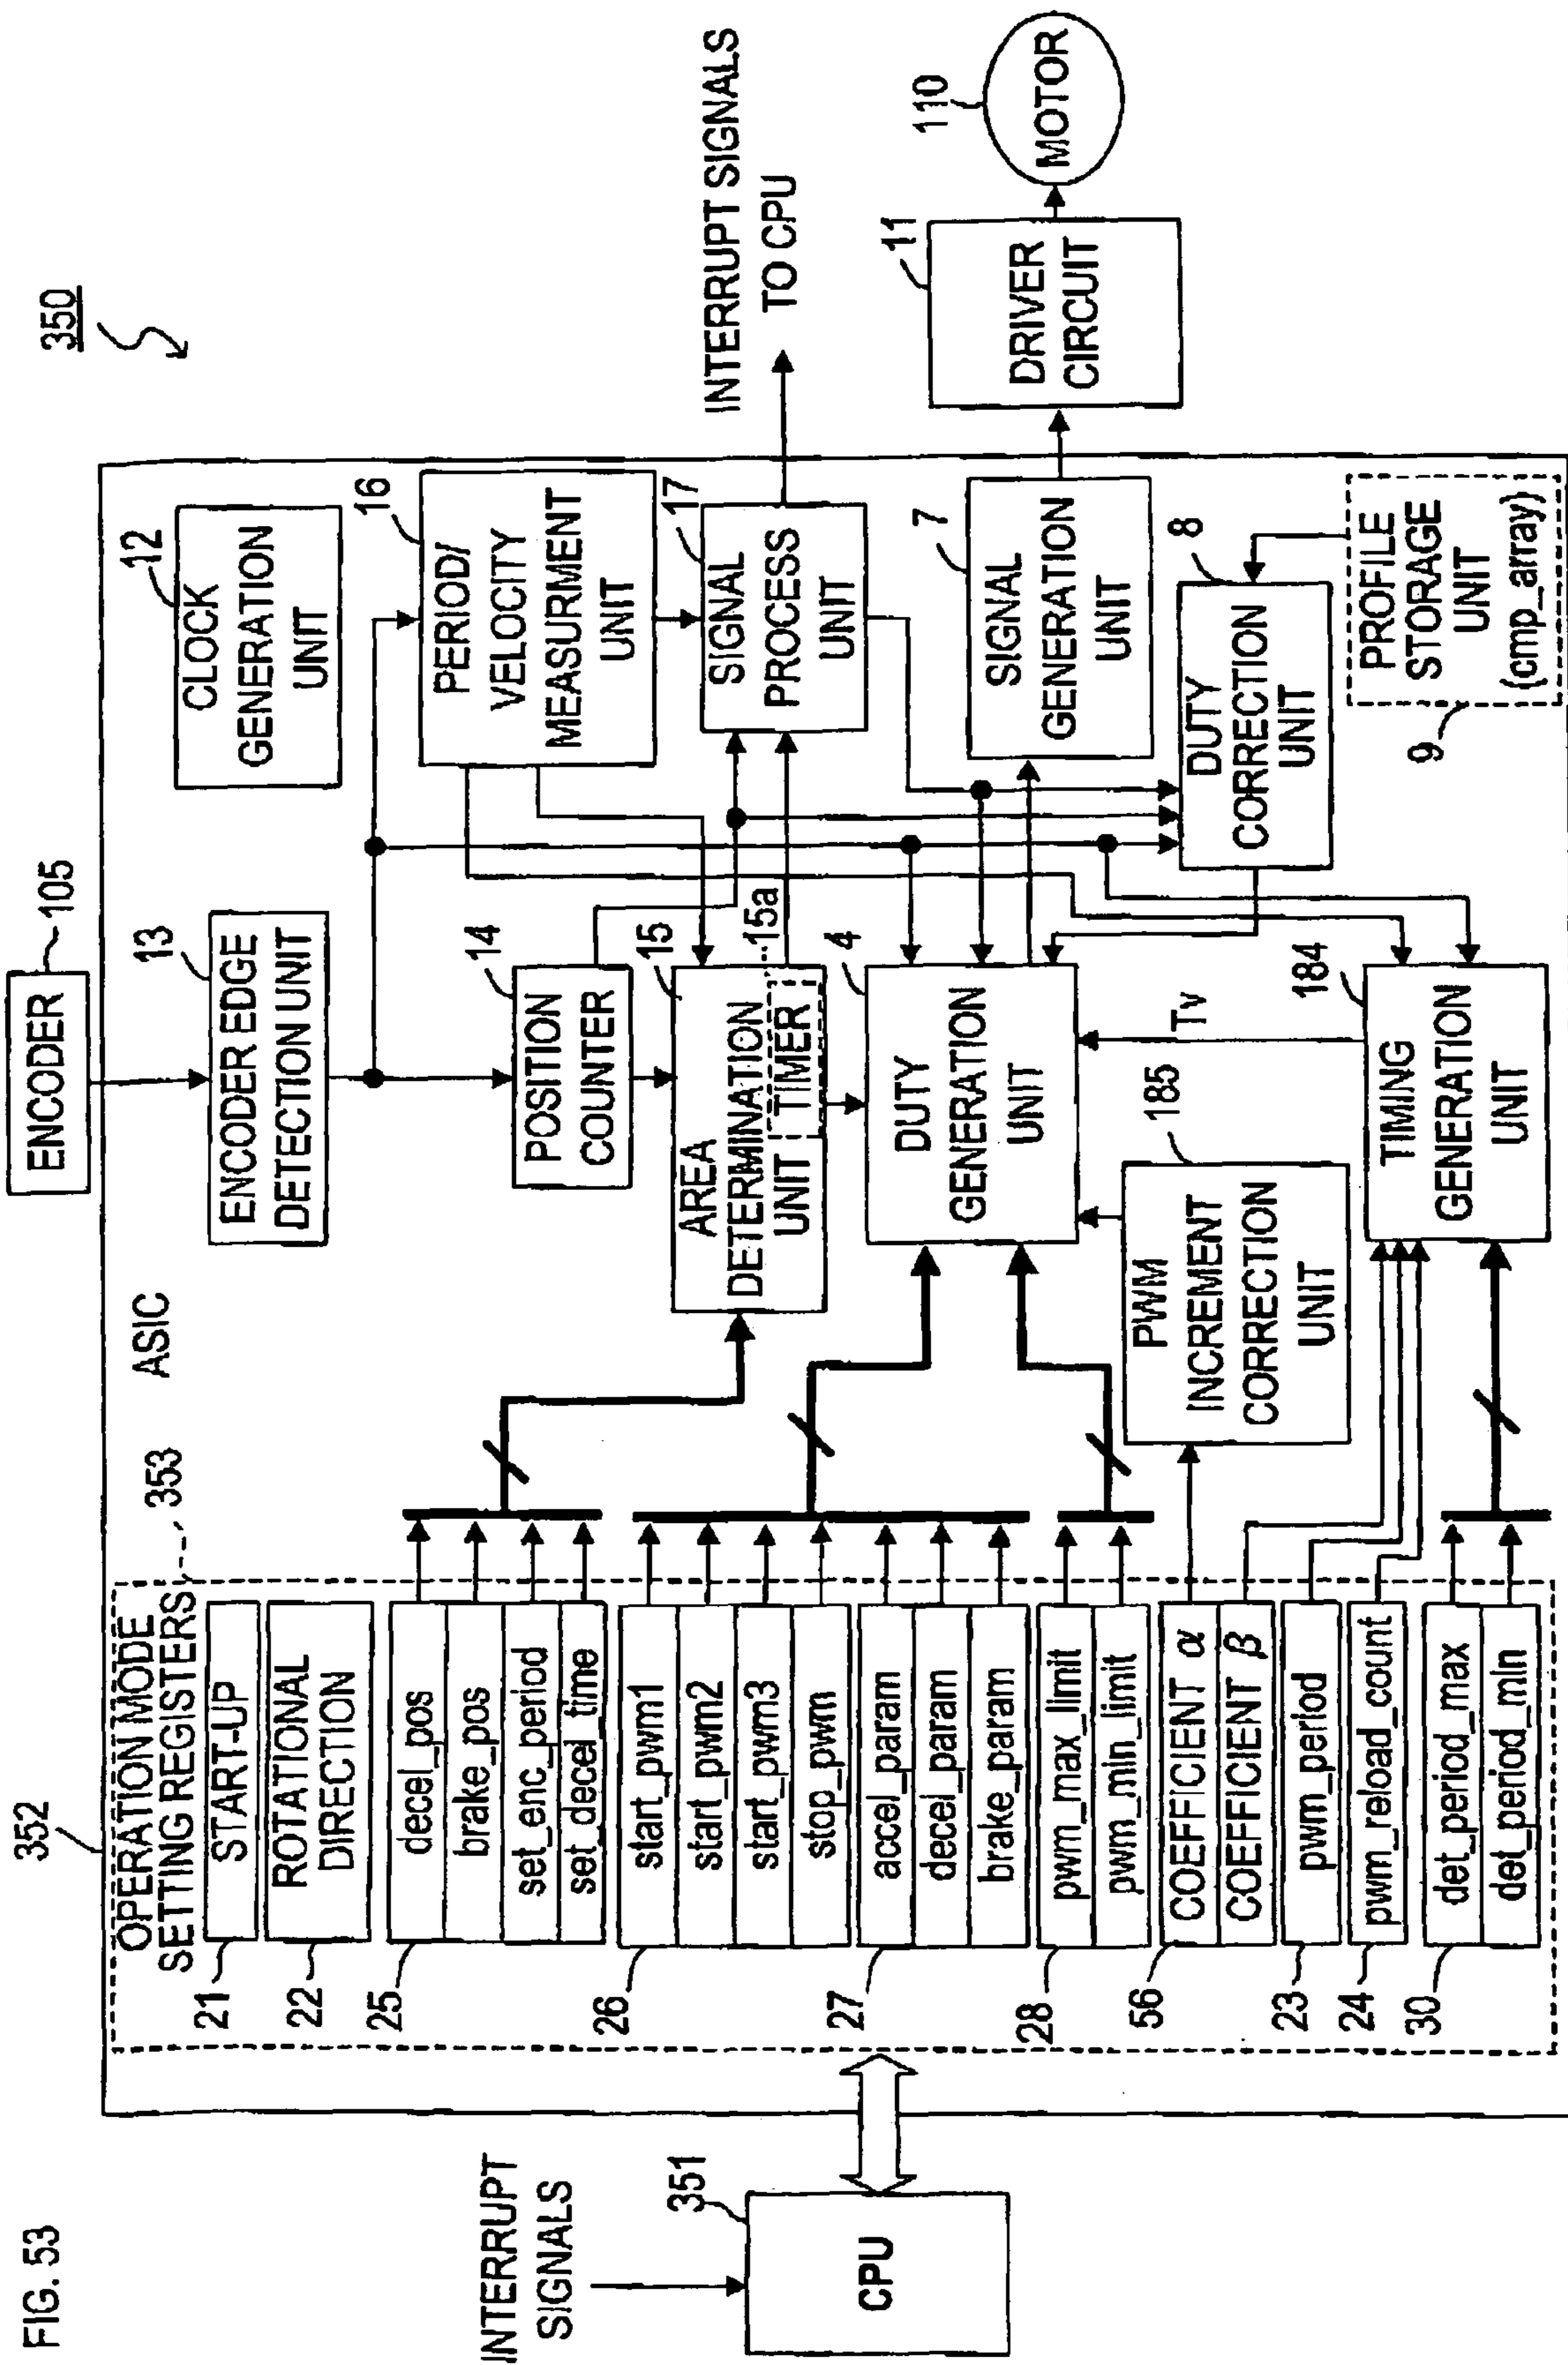 FIG. 53
350
INTERRUPT
SIGNALS
351
CPU
352
OPERATION MODE
SETTING REGISTERS
353
ASIC
21
START-UP
22
ROTATIONAL
DIRECTION
25
decel_pos
brake_pos
set_enc_period
set_decel_time
26
start_pwm1
start_pwm2
start_pwm3
stop_pwm
27
accel_param
decel_param
brake_param
28
pwm_max_limit
pwm_min_limit
56
COEFFICIENT α
COEFFICIENT β
23
pwm_period
24
pwm_reload_count
30
det_period_max
det_period_min
ENCODER
105
13
ENCODER EDGE
DETECTION UNIT
14
POSITION
COUNTER
15
AREA
DETERMINATION
UNIT
TIMER
15a
4
DUTY
GENERATION
UNIT
185
PWM
INCREMENT
CORRECTION
UNIT
Tv
184
TIMING
GENERATION
UNIT
12
CLOCK
GENERATION
UNIT
16
PERIOD/
VELOCITY
MEASURMENT
UNIT
17
SIGNAL
PROCESS
UNIT
7
SIGNAL
GENERATION
UNIT
8
DUTY
CORRECTION
UNIT
9
PROFILE
STORAGE
UNIT
(cmp_array)
INTERRUPT SIGNALS
TO CPU
11
DRIVER
CIRCUIT
110
MOTOR